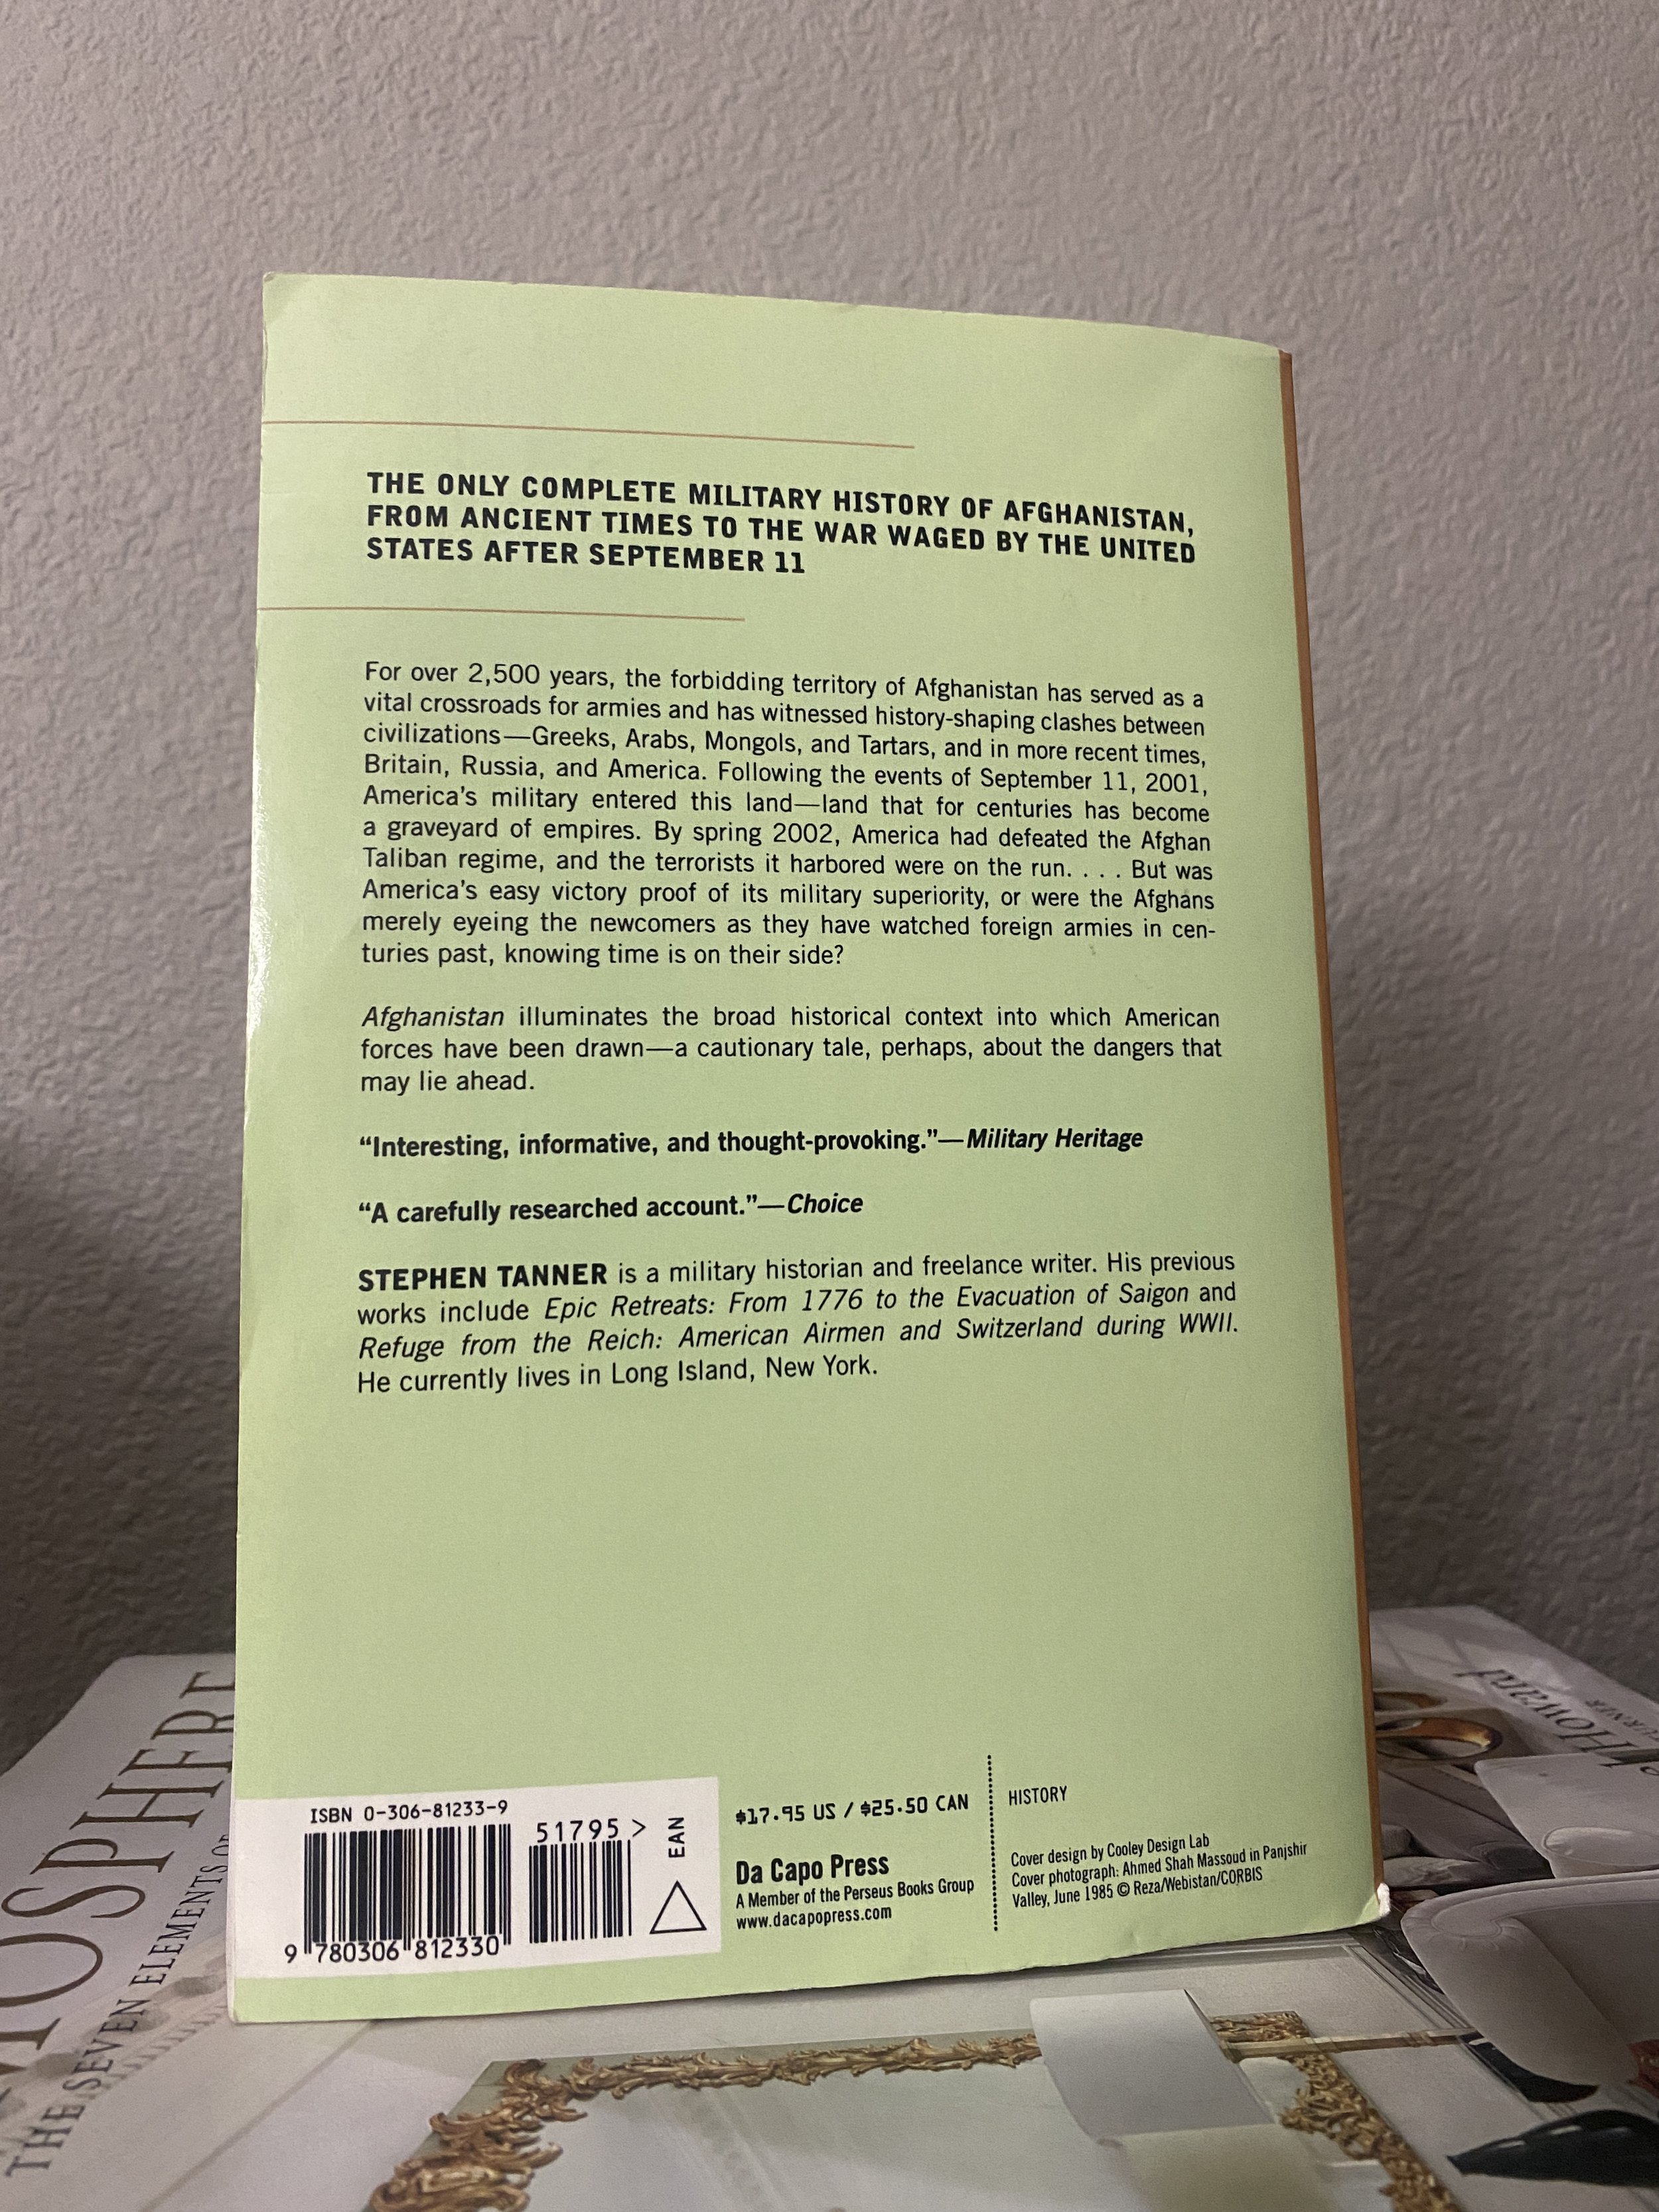 THE ONLY COMPLETE MILITARY HISTORY OF AFGHANISTAN,
FROM ANCIENT TIMES TO THE WAR WAGED BY THE UNITED
STATES AFTER SEPTEMBER 11
For over 2,500 years, the forbidding territory of Afghanistan has served as a
vital crossroads for armies and has witnessed history-shaping clashes between
civilizations—Greeks, Arabs, Mongols, and Tartars, and in more recent times,
Britain, Russia, and America. Following the events of September 11, 2001,
America's military entered this land—land that for centuries has become
a graveyard of empires. By spring 2002, America had defeated the Afghan
Taliban regime, and the terrorists it harbored were on the run. . . . But was
America's easy victory proof of its military superiority, or were the Afghans
merely eyeing the newcomers as they have watched foreign armies in cen-
turies past, knowing time is on their side?
Afghanistan illuminates the broad historical context into which American
forces have been drawn—a cautionary tale, perhaps, about the dangers that
may lie ahead.
“Interesting, informative, and thought-provoking.”—Military Heritage
“A carefully researched account.”—Choice
STEPHEN TANNER is a military historian and freelance writer. His previous
works include Epic Retreats: From 1776 to the Evacuation of Saigon and
Refuge from the Reich: American Airmen and Switzerland during WWII.
He currently lives in Long Island, New York.
ISBN 0-306-81233-9
51795 >
EAN
9 780306 812330
$17.95 US / $25.50 CAN
Da Capo Press
A Member of the Perseus Books Group
www.dacapopress.com
HISTORY
Cover design by Cooley Design Lab
Cover photograph: Ahmed Shah Massoud in Panjshir
Valley, June 1985 © Reza/Webistan/CORBIS
THE SEVEN ELEMENTS
Howard